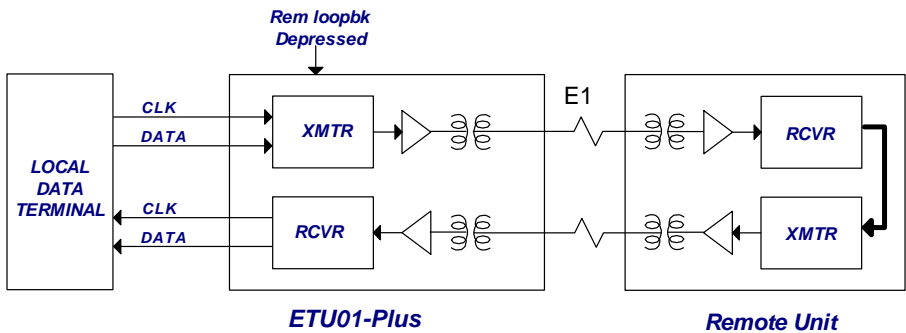 Rem loopbk
Depressed
E1
CLK
DATA
XMTR
RCVR
LOCAL
DATA
TERMINAL
CLK
DATA
RCVR
XMTR
ETU01-Plus
Remote Unit